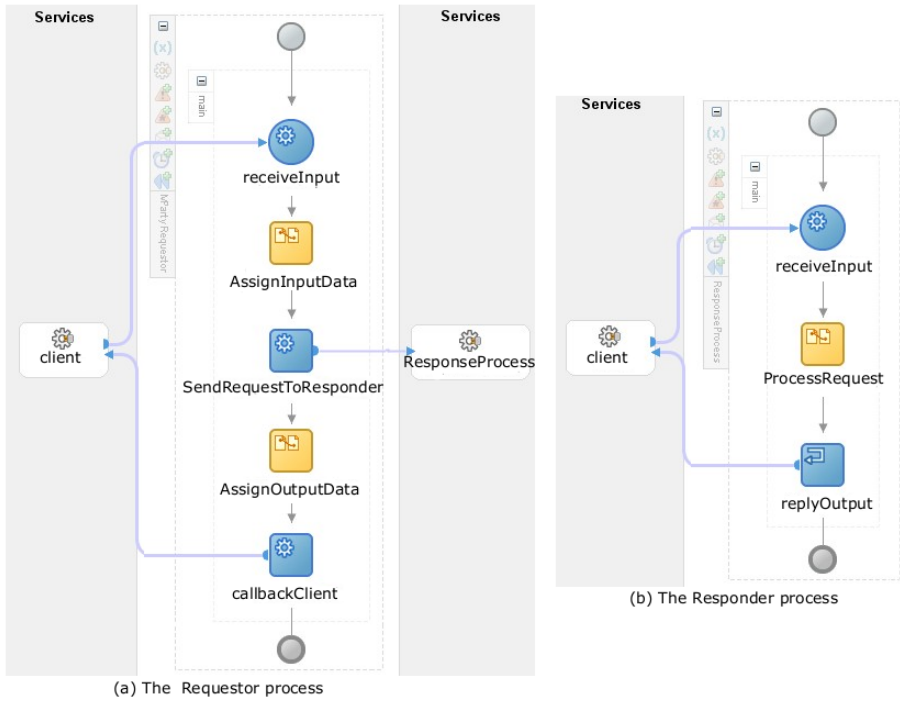 Services
Services
(x)
main
receiveInput
MPartyRequestor
AssignInputData
client
ResponseProcess
SendRequestToResponder
AssignOutputData
callbackClient
(a) The Requestor process
Services
(x)
main
receiveInput
ResponseProcess
client
ProcessRequest
replyOutput
(b) The Responder process